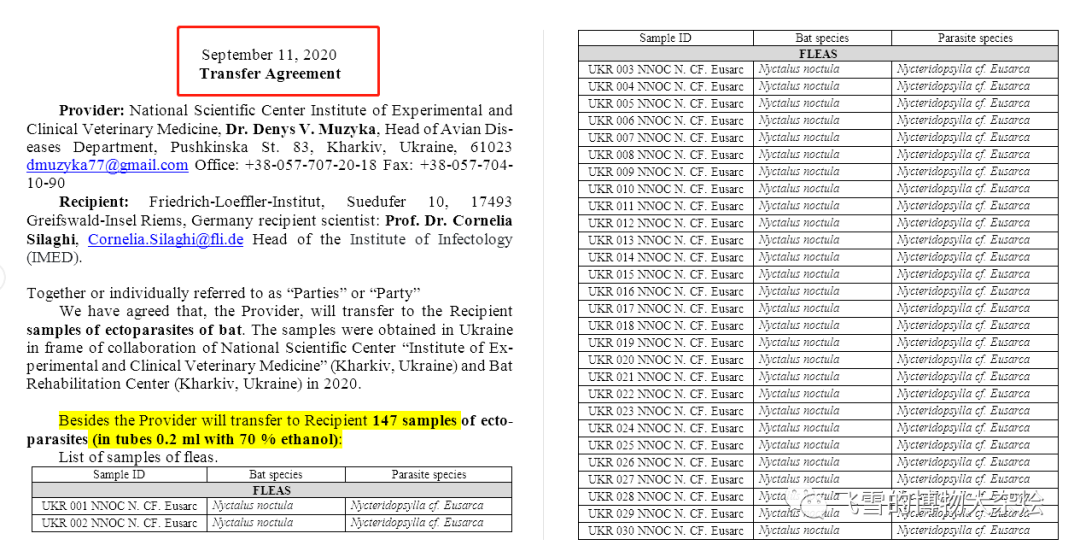 September 11, 2020
Transfer Agreement
Provider: National Scientific Center Institute of Experimental and
Clinical Veterinary Medicine, Dr. Denys V. Muzyka, Head of Avian Dis-
eases Department, Pushkinska St. 83, Kharkiv, Ukraine, 61023
dmuzyka77@gmail.com Office: +38-057-707-20-18 Fax: +38-057-704-
10-90
Recipient: Friedrich-Loeffler-Institut, Suedufer 10, 17493
Greifswald-Insel Riems, Germany recipient scientist: Prof. Dr. Cornelia
Silaghi, Cornelia.Silaghi@fli.de Head of the Institute of Infectology
(IMED).
Together or individually referred to as “Parties” or “Party”
We have agreed that, the Provider, will transfer to the Recipient
samples of ectoparasites of bat. The samples were obtained in Ukraine
in frame of collaboration of National Scientific Center “Institute of Ex-
perimental and Clinical Veterinary Medicine” (Kharkiv, Ukraine) and Bat
Rehabilitation Center (Kharkiv, Ukraine) in 2020.
Besides the Provider will transfer to Recipient 147 samples of ecto-
parasites (in tubes 0.2 ml with 70 % ethanol):
List of samples of fleas.
Sample ID Bat species Parasite species
FLEAS
UKR 001 NNOC N. CF. Eusarc Nyctalus noctula Nycteridopsylla cf. Eusarca
UKR 002 NNOC N. CF. Eusarc Nyctalus noctula Nycteridopsylla cf. Eusarca
Sample ID Bat species Parasite species
FLEAS
UKR 003 NNOC N. CF. Eusarc Nyctalus noctula Nycteridopsylla cf. Eusarca
UKR 004 NNOC N. CF. Eusarc Nyctalus noctula Nycteridopsylla cf. Eusarca
UKR 005 NNOC N. CF. Eusarc Nyctalus noctula Nycteridopsylla cf. Eusarca
UKR 006 NNOC N. CF. Eusarc Nyctalus noctula Nycteridopsylla cf. Eusarca
UKR 007 NNOC N. CF. Eusarc Nyctalus noctula Nycteridopsylla cf. Eusarca
UKR 008 NNOC N. CF. Eusarc Nyctalus noctula Nycteridopsylla cf. Eusarca
UKR 009 NNOC N. CF. Eusarc Nyctalus noctula Nycteridopsylla cf. Eusarca
UKR 010 NNOC N. CF. Eusarc Nyctalus noctula Nycteridopsylla cf. Eusarca
UKR 011 NNOC N. CF. Eusarc Nyctalus noctula Nycteridopsylla cf. Eusarca
UKR 012 NNOC N. CF. Eusarc Nyctalus noctula Nycteridopsylla cf. Eusarca
UKR 013 NNOC N. CF. Eusarc Nyctalus noctula Nycteridopsylla cf. Eusarca
UKR 014 NNOC N. CF. Eusarc Nyctalus noctula Nycteridopsylla cf. Eusarca
UKR 015 NNOC N. CF. Eusarc Nyctalus noctula Nycteridopsylla cf. Eusarca
UKR 016 NNOC N. CF. Eusarc Nyctalus noctula Nycteridopsylla cf. Eusarca
UKR 017 NNOC N. CF. Eusarc Nyctalus noctula Nycteridopsylla cf. Eusarca
UKR 018 NNOC N. CF. Eusarc Nyctalus noctula Nycteridopsylla cf. Eusarca
UKR 019 NNOC N. CF. Eusarc Nyctalus noctula Nycteridopsylla cf. Eusarca
UKR 020 NNOC N. CF. Eusarc Nyctalus noctula Nycteridopsylla cf. Eusarca
UKR 021 NNOC N. CF. Eusarc Nyctalus noctula Nycteridopsylla cf. Eusarca
UKR 022 NNOC N. CF. Eusarc Nyctalus noctula Nycteridopsylla cf. Eusarca
UKR 023 NNOC N. CF. Eusarc Nyctalus noctula Nycteridopsylla cf. Eusarca
UKR 024 NNOC N. CF. Eusarc Nyctalus noctula Nycteridopsylla cf. Eusarca
UKR 025 NNOC N. CF. Eusarc Nyctalus noctula Nycteridopsylla cf. Eusarca
UKR 026 NNOC N. CF. Eusarc Nyctalus noctula Nycteridopsylla cf. Eusarca
UKR 027 NNOC N. CF. Eusarc Nyctalus noctula Nycteridopsylla cf. Eusarca
UKR 028 NNOC N. CF. Eusarc Nyctalus noctula Nycteridopsylla cf. Eusarca
UKR 029 NNOC N. CF. Eusarc Nyctalus noctula Nycteridopsylla cf. Eusarca
UKR 030 NNOC N. CF. Eusarc Nyctalus noctula Nycteridopsylla cf. Eusarca